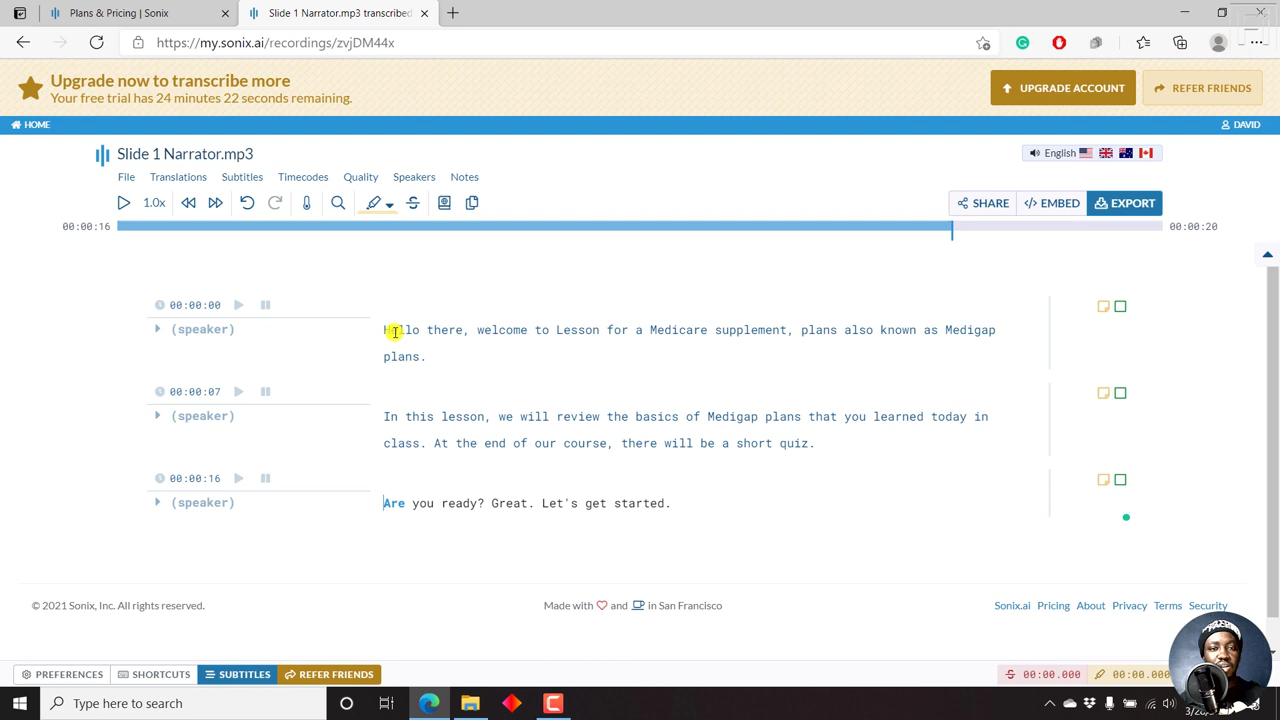 Plans & Pricing | Sonix
Slide 1 Narrator.mp3 transcribed
https://my.sonix.ai/recordings/zvjDM44x
Upgrade now to transcribe more
Your free trial has 24 minutes 22 seconds remaining.
UPGRADE ACCOUNT
REFER FRIENDS
HOME
DAVID
Slide 1 Narrator.mp3
English
File Translations Subtitles Timecodes Quality Speakers Notes
1.0x
SHARE
</> EMBED
EXPORT
00:00:16
00:00:20
00:00:00
(speaker)
Hello there, welcome to Lesson for a Medicare supplement, plans also known as Medigap
plans.
00:00:07
(speaker)
In this lesson, we will review the basics of Medigap plans that you learned today in
class. At the end of our course, there will be a short quiz.
00:00:16
(speaker)
Are you ready? Great. Let's get started.
© 2021 Sonix, Inc. All rights reserved.
Made with and in San Francisco
Sonix.ai Pricing About Privacy Terms Security
PREFERENCES
SHORTCUTS
SUBTITLES
REFER FRIENDS
00:00.000
00:00.000
Type here to search